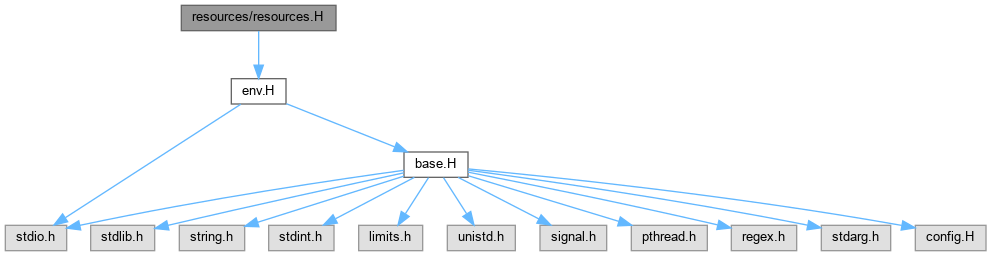 resources/resources.H
env.H
base.H
stdio.h
stdlib.h
string.h
stdint.h
limits.h
unistd.h
signal.h
pthread.h
regex.h
stdarg.h
config.H